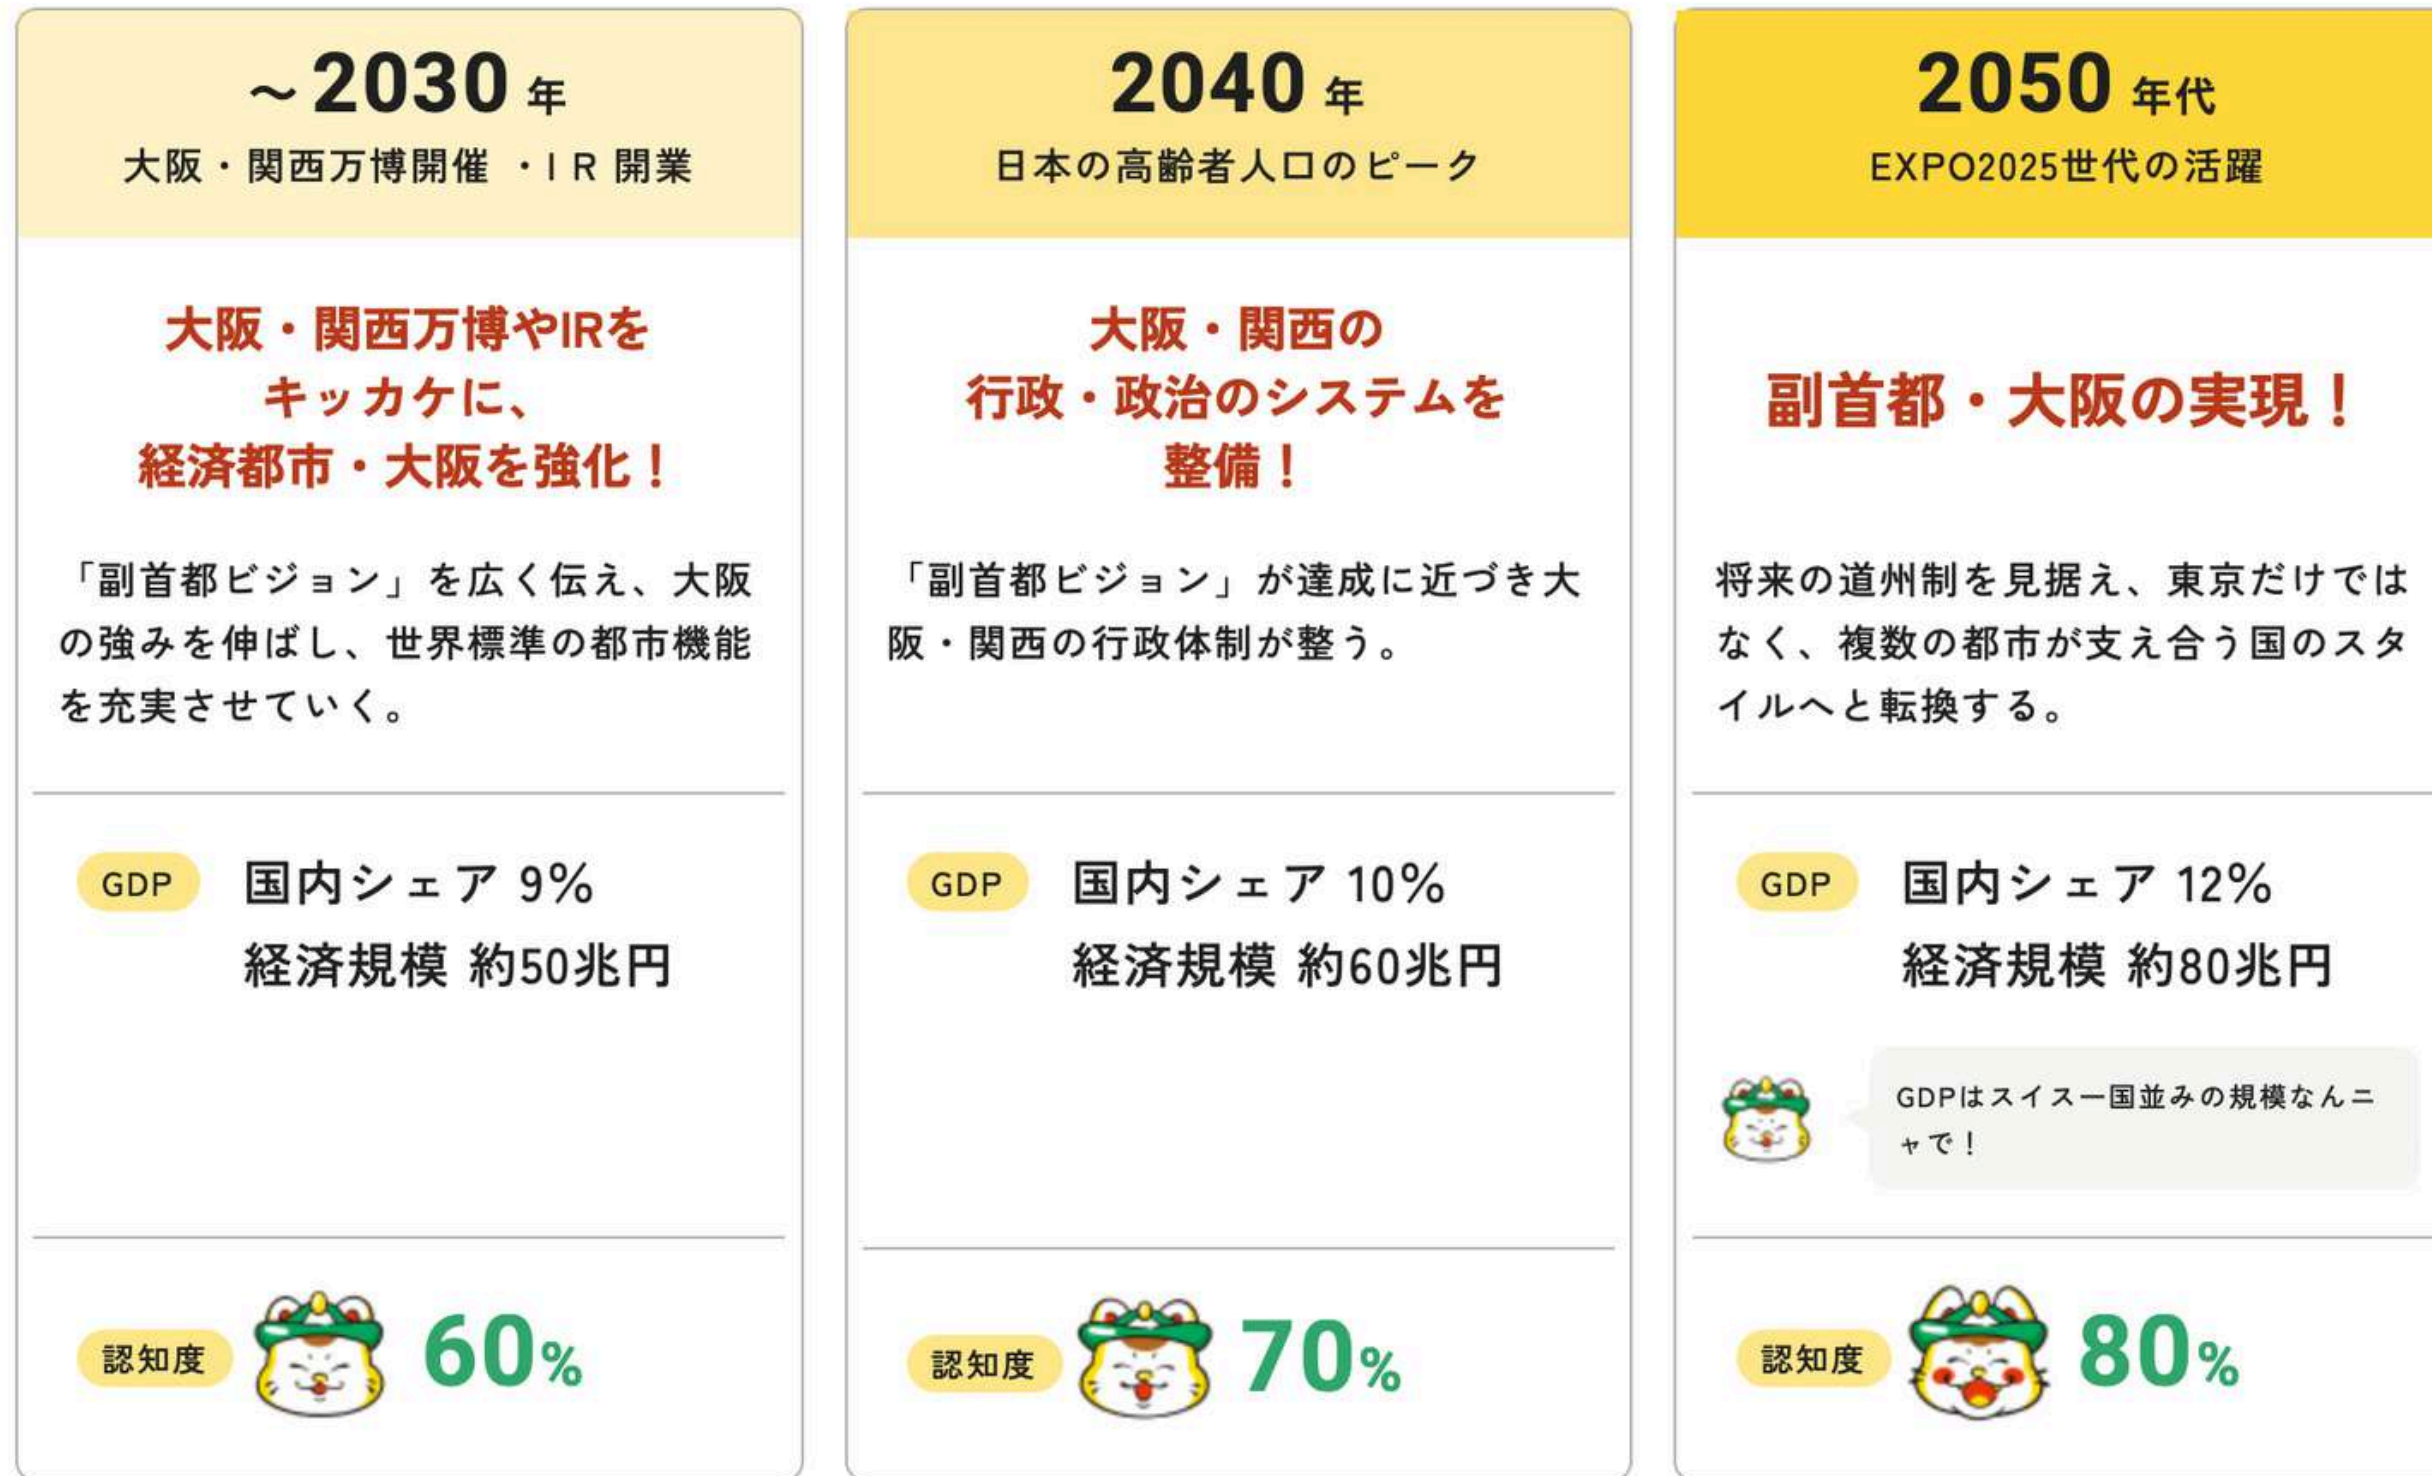 ～2030年
大阪・関西万博開催・IR開業
大阪・関西万博やIRを
キッカケに、
経済都市・大阪を強化！
「副首都ビジョン」を広く伝え、大阪
の強みを伸ばし、世界標準の都市機能
を充実させていく。
GDP 国内シェア 9%
経済規模 約50兆円
認知度 60%
2040年
日本の高齢者人口のピーク
大阪・関西の
行政・政治のシステムを
整備！
「副首都ビジョン」が達成に近づき大
阪・関西の行政体制が整う。
GDP 国内シェア 10%
経済規模 約60兆円
認知度 70%
2050年代
EXPO2025世代の活躍
副首都・大阪の実現！
将来の道州制を見据え、東京だけでは
なく、複数の都市が支え合う国のスタ
イルへと転換する。
GDP 国内シェア 12%
経済規模 約80兆円
GDPはスイス一国並みの規模なんニ
ャで！
認知度 80%